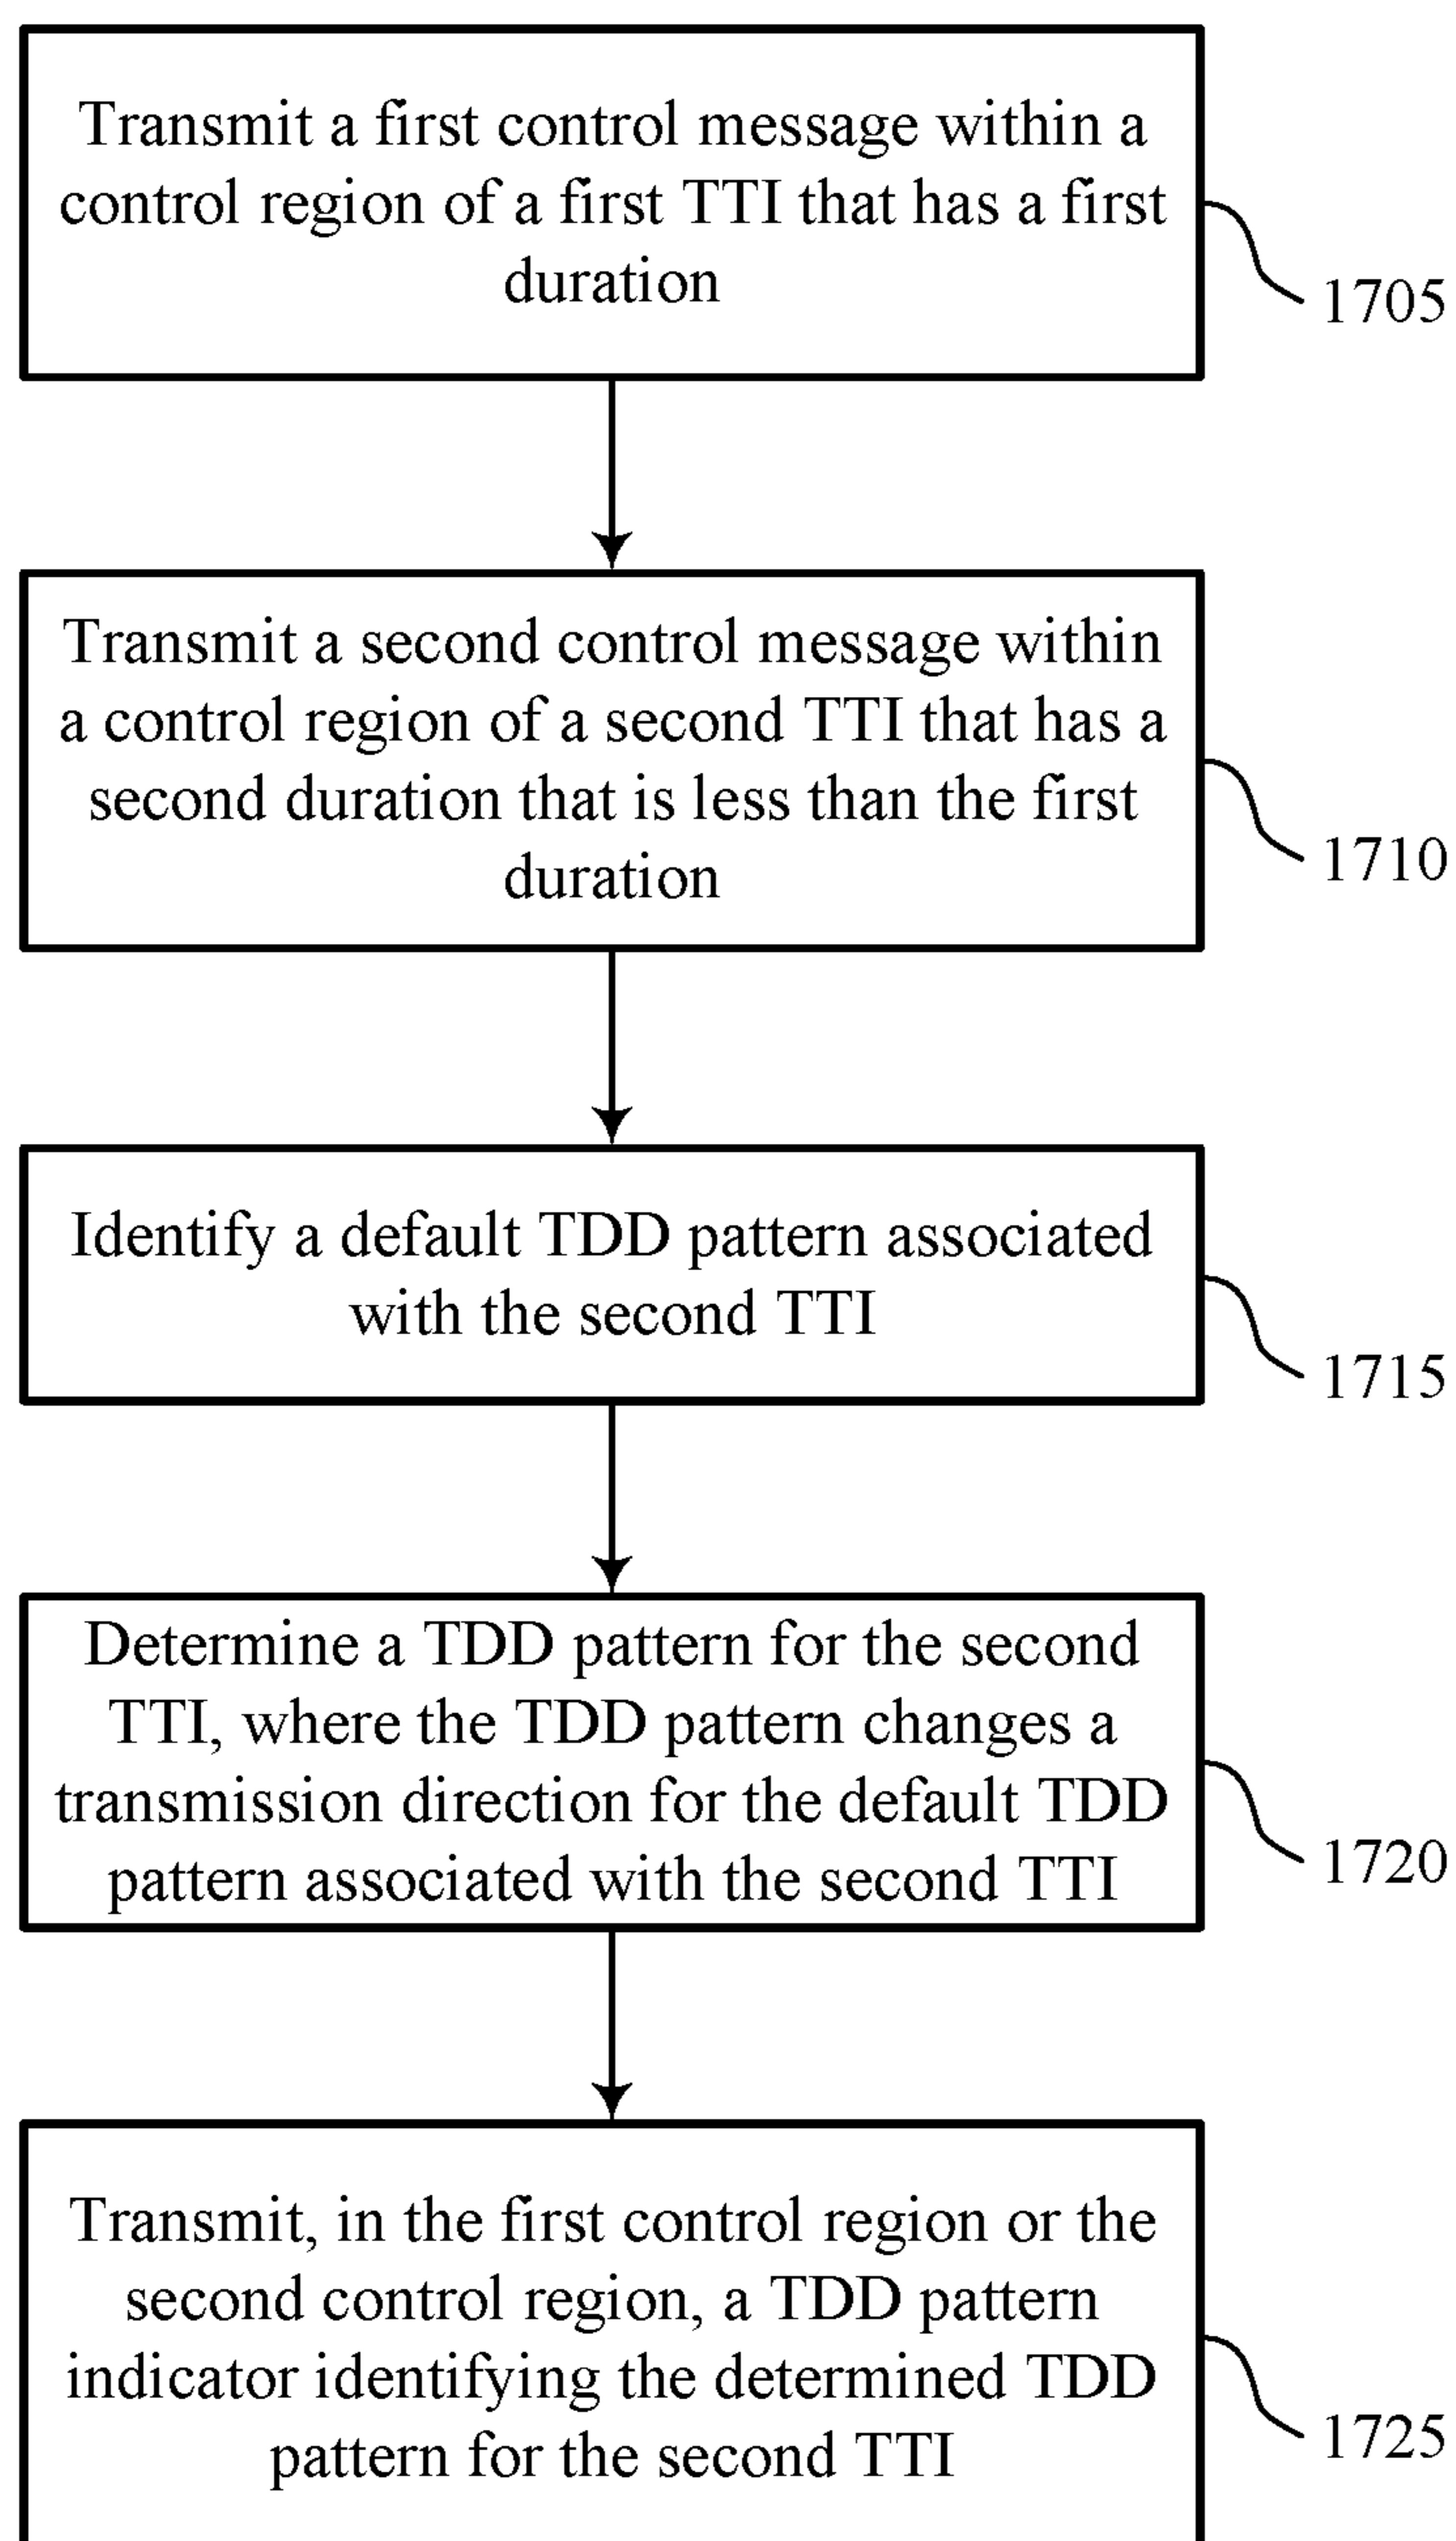 Transmit a first control message within a
control region of a first TTI that has a first
duration
1705
Transmit a second control message within
a control region of a second TTI that has a
second duration that is less than the first
duration
1710
Identify a default TDD pattern associated
with the second TTI
1715
Determine a TDD pattern for the second
TTI, where the TDD pattern changes a
transmission direction for the default TDD
pattern associated with the second TTI
1720
Transmit, in the first control region or the
second control region, a TDD pattern
indicator identifying the determined TDD
pattern for the second TTI
1725